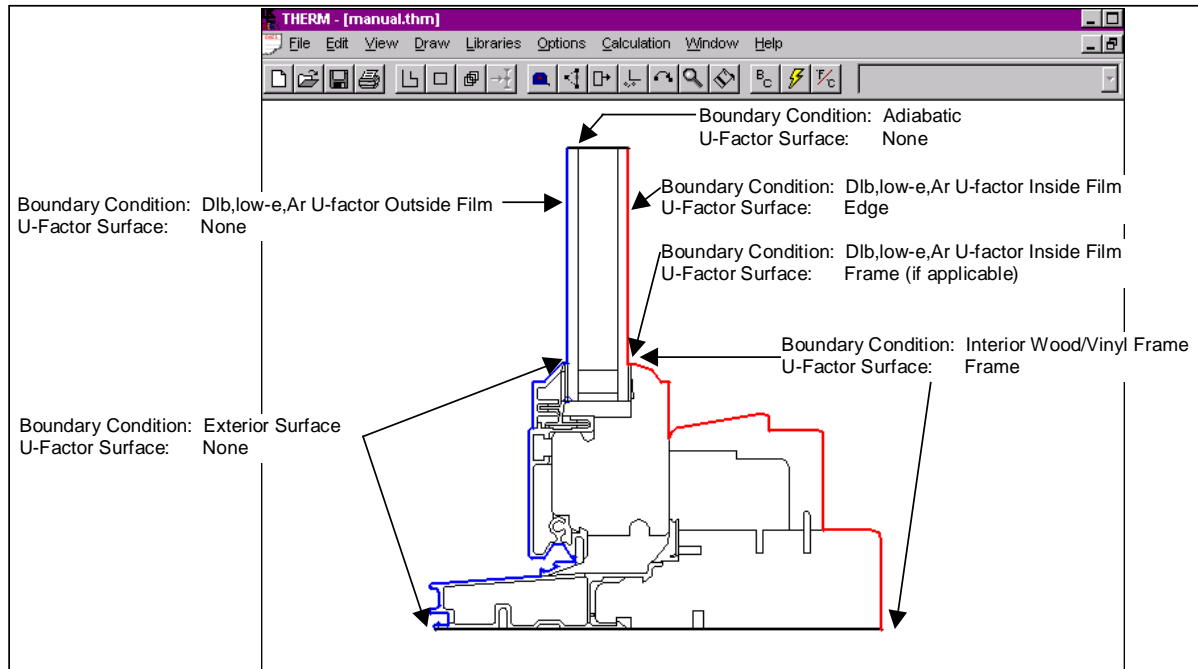 THERM - [manual.thm]
File Edit View Draw Libraries Options Calculation Window Help
BC F/C
Boundary Condition: Adiabatic
U-Factor Surface: None
Boundary Condition: Dlb,low-e,Ar U-factor Outside Film
U-Factor Surface: None
Boundary Condition: Dlb,low-e,Ar U-factor Inside Film
U-Factor Surface: Edge
Boundary Condition: Dlb,low-e,Ar U-factor Inside Film
U-Factor Surface: Frame (if applicable)
Boundary Condition: Interior Wood/Vinyl Frame
U-Factor Surface: Frame
Boundary Condition: Exterior Surface
U-Factor Surface: None